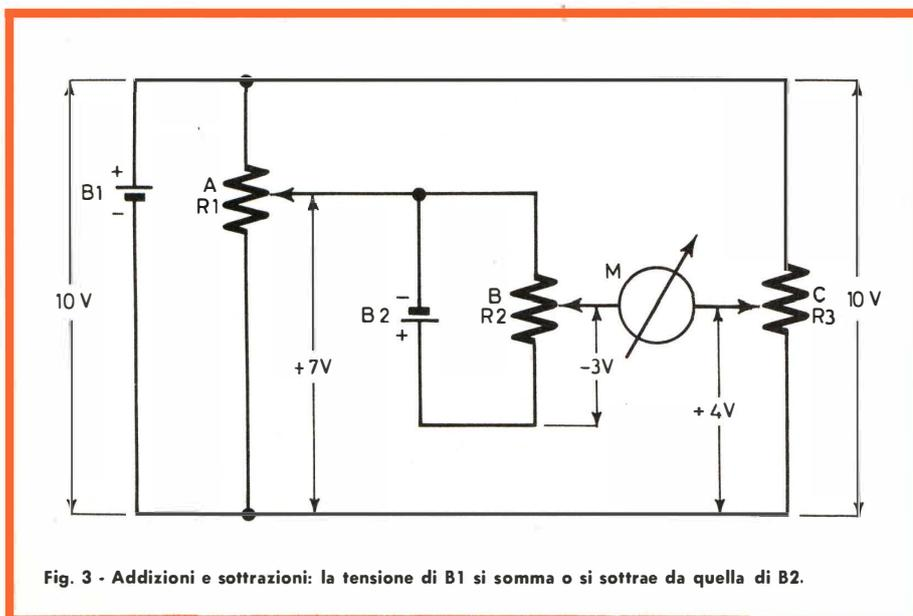 10 V
B1
+
−
A
R1
+7V
B2
−
+
B
R2
M
−3V
+4V
C
R3
10 V
Fig. 3 - Addizioni e sottrazioni: la tensione di B1 si somma o si sottrae da quella di B2.